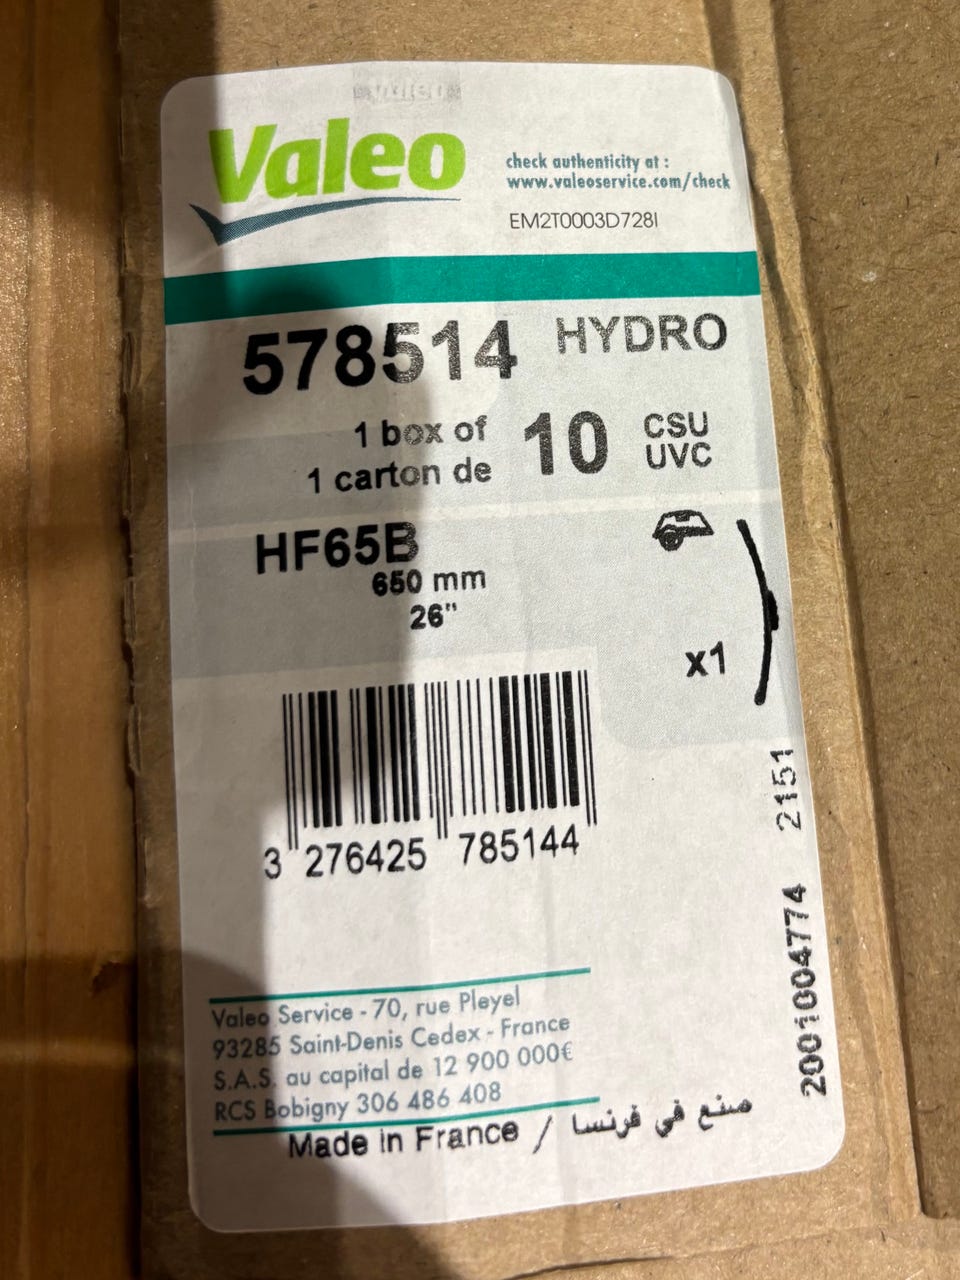 Valeo
Valeo
check authenticity at :
www.valeoservice.com/check
EM2T0003D728I
578514 HYDRO
1 box of
1 carton de
10
CSU
UVC
HF65B
650 mm
26"
x1
3 276425 785144
2001004774 2151
Valeo Service - 70, rue Pleyel
93285 Saint-Denis Cedex - France
S.A.S. au capital de 12 900 000€
RCS Bobigny 306 486 408
Made in France / صنع في فرنسا